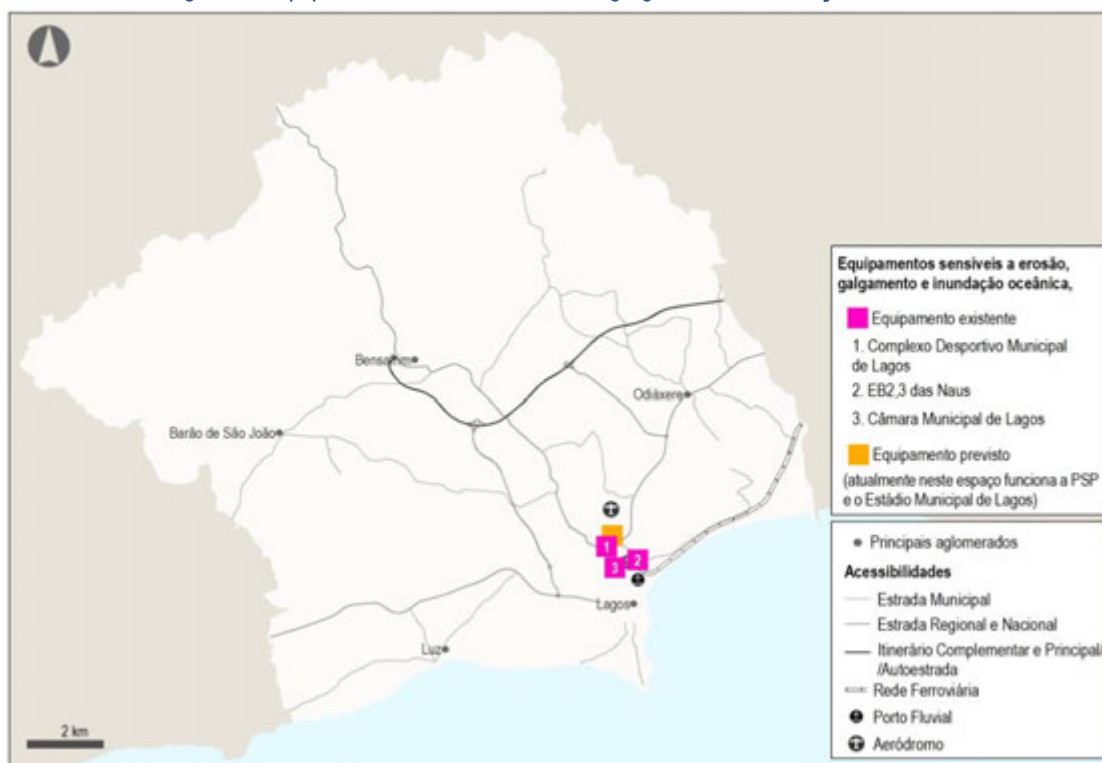 Bensafrim
Odiáxere
Barão de São João
1
2
3
Lagos
Luz
2 km
Equipamentos sensíveis a erosão,
galgamento e inundação oceânica,
Equipamento existente
1. Complexo Desportivo Municipal
de Lagos
2. EB2,3 das Naus
3. Câmara Municipal de Lagos
Equipamento previsto
(atualmente neste espaço funciona a PSP
e o Estádio Municipal de Lagos)
Principais aglomerados
Acessibilidades
Estrada Municipal
Estrada Regional e Nacional
Itinerário Complementar e Principal/
/Autoestrada
Rede Ferroviária
Porto Fluvial
Aeródromo